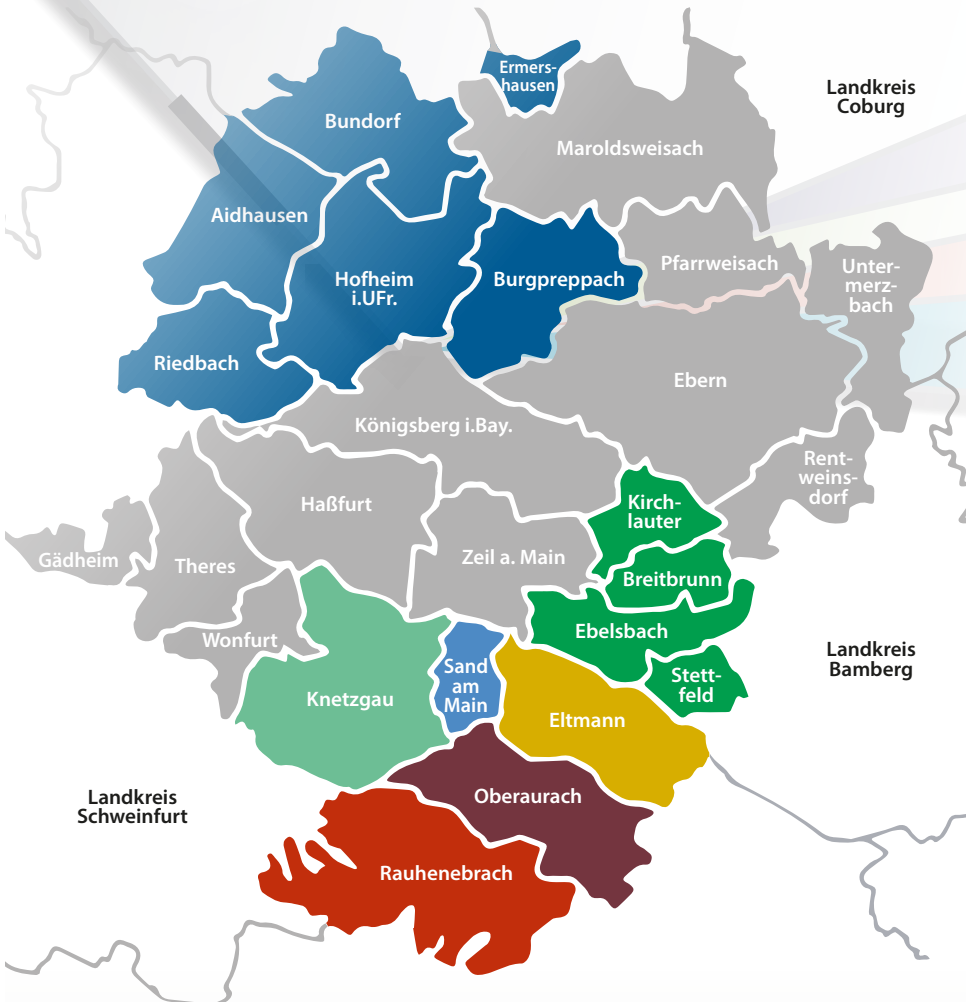 Ermers-
hausen
Landkreis
Coburg
Bundorf
Maroldsweisach
Aidhausen
Hofheim
i.UFr.
Burgpreppach
Pfarrweisach
Unter-
merz-
bach
Riedbach
Ebern
Königsberg i.Bay.
Rent-
weins-
dorf
Haßfurt
Kirch-
lauter
Gädheim
Theres
Zeil a. Main
Breitbrunn
Wonfurt
Ebelsbach
Landkreis
Bamberg
Knetzgau
Sand
am
Main
Stett-
feld
Eltmann
Landkreis
Schweinfurt
Oberaurach
Rauhenebrach